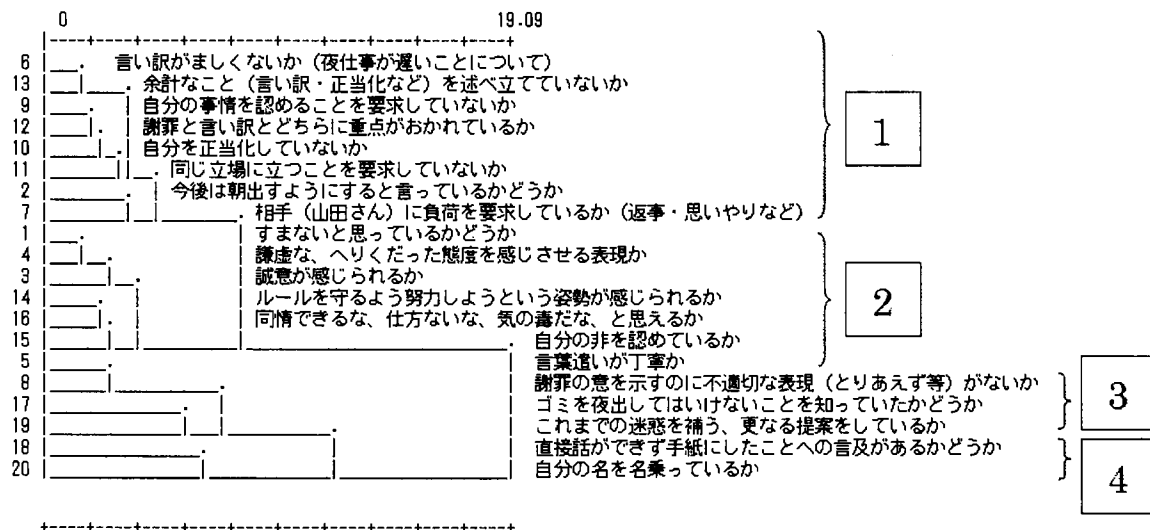 0 19.09
6 言い訳がましくないか（夜仕事が遅いことについて）
13 余計なこと（言い訳・正当化など）を述べ立てていないか
9 自分の事情を認めることを要求していないか
12 謝罪と言い訳とどちらに重点がおかれているか
10 自分を正当化していないか
11 同じ立場に立つことを要求していないか
2 今後は朝出すようにすると言っているかどうか
7 相手（山田さん）に負荷を要求しているか（返事・思いやりなど）
1
1 すまないと思っているかどうか
4 謙虚な、へりくだった態度を感じさせる表現か
3 誠意が感じられるか
14 ルールを守るよう努力しようという姿勢が感じられるか
16 同情できるな、仕方ないな、気の毒だな、と思えるか
15 自分の非を認めているか
5 言葉遣いが丁寧か
2
8 謝罪の意を示すのに不適切な表現（とりあえず等）がないか
17 ゴミを夜出してはいけないことを知っていたかどうか
19 これまでの迷惑を補う、更なる提案をしているか
3
18 直接話ができず手紙にしたことへの言及があるかどうか
20 自分の名を名乗っているか
4